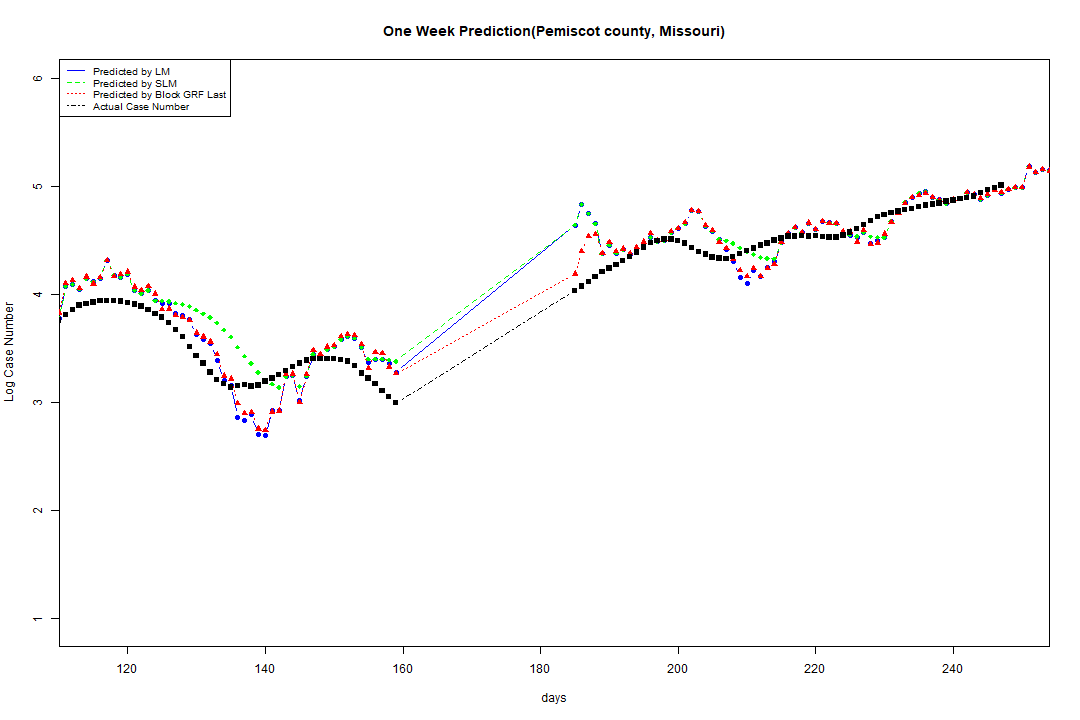 One Week Prediction(Pemiscot county, Missouri)
Predicted by LM
Predicted by SLM
Predicted by Block GRF Last
Actual Case Number
6
5
4
3
2
1
Log Case Number
120 140 160 180 200 220 240
days